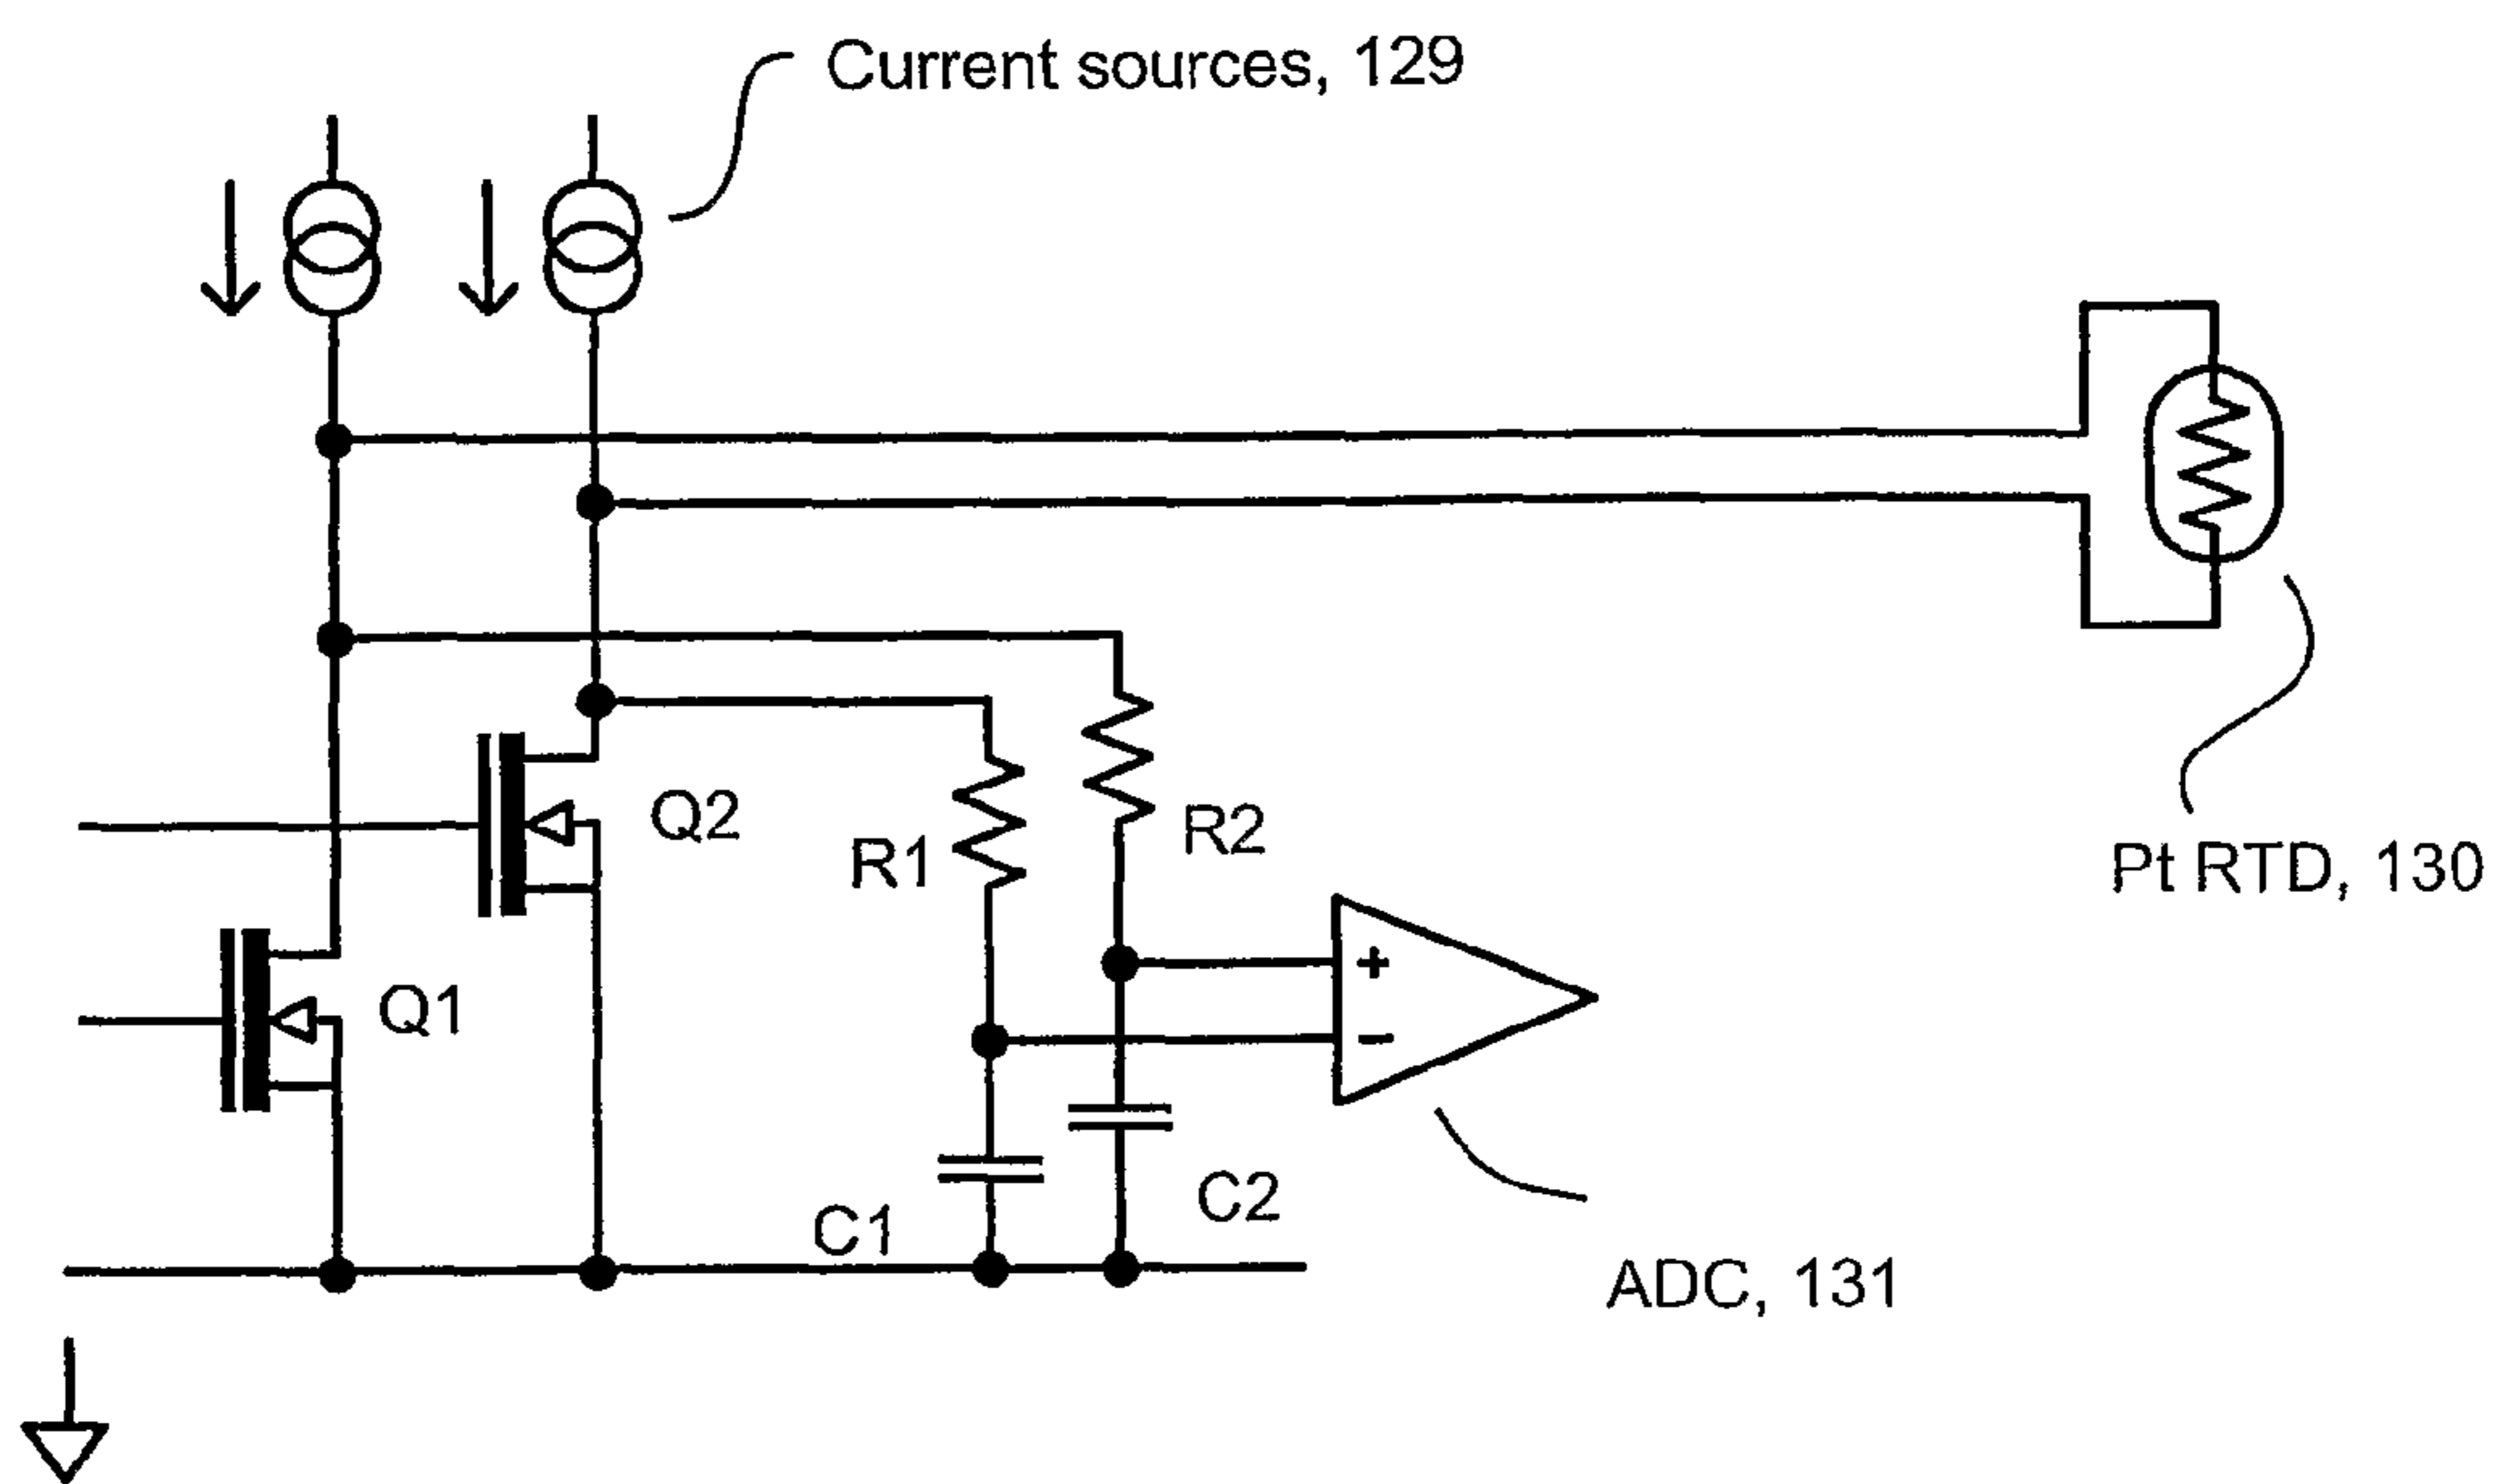 Current sources, 129
Q2
R1
R2
Pt RTD, 130
+
Q1
−
C2
C1
ADC, 131